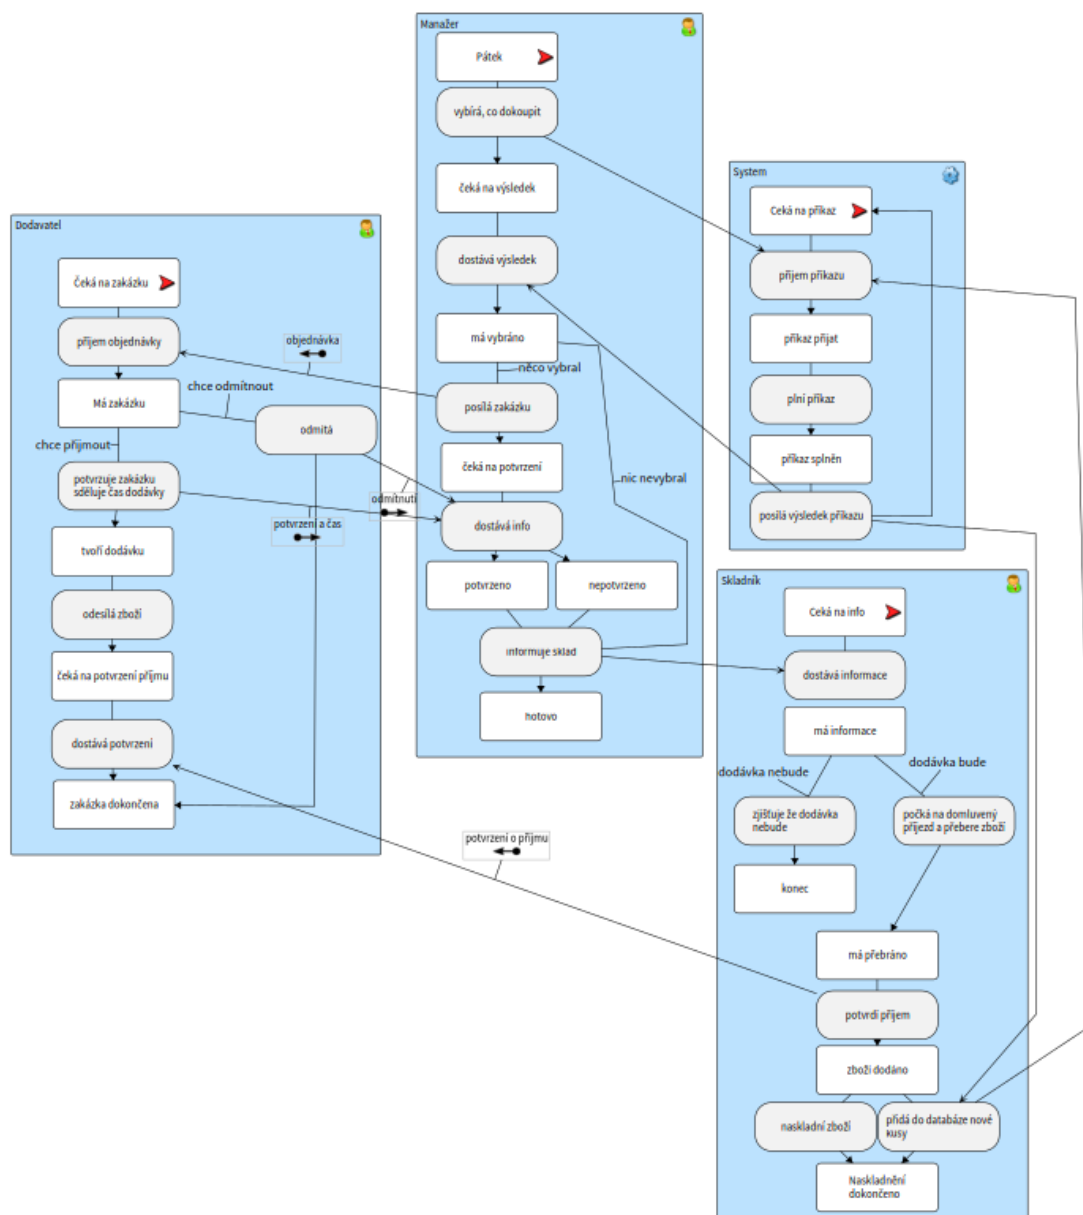 Manažer
Pátek
vybírá, co dokoupit
čeká na výsledek
dostává výsledek
má vybráno
něco vybral
posílá zakázku
čeká na potvrzení
nic nevybral
dostává info
potvrzeno
nepotvrzeno
informuje sklad
hotovo
System
Ceká na příkaz
příjem příkazu
příkaz přijat
plní příkaz
příkaz splněn
posílá výsledek příkazu
Dodavatel
Čeká na zakázku
příjem objednávky
objednávka
Má zakázku
chce odmítnout
odmítá
chce přijmout
potvrzuje zakázku
sděluje čas dodávky
odmítnutí
potvrzení a čas
tvoří dodávku
odesílá zboží
čeká na potvrzení příjmu
dostává potvrzení
zakázka dokončena
potvrzení o příjmu
Skladník
Ceká na info
dostává informace
má informace
dodávka nebude
dodávka bude
zjišťuje že dodávka
nebude
počká na domluvený
příjezd a přebere zboží
konec
má přebráno
potvrdí příjem
zboží dodáno
naskladní zboží
přidá do databáze nové
kusy
Naskladnění
dokončeno